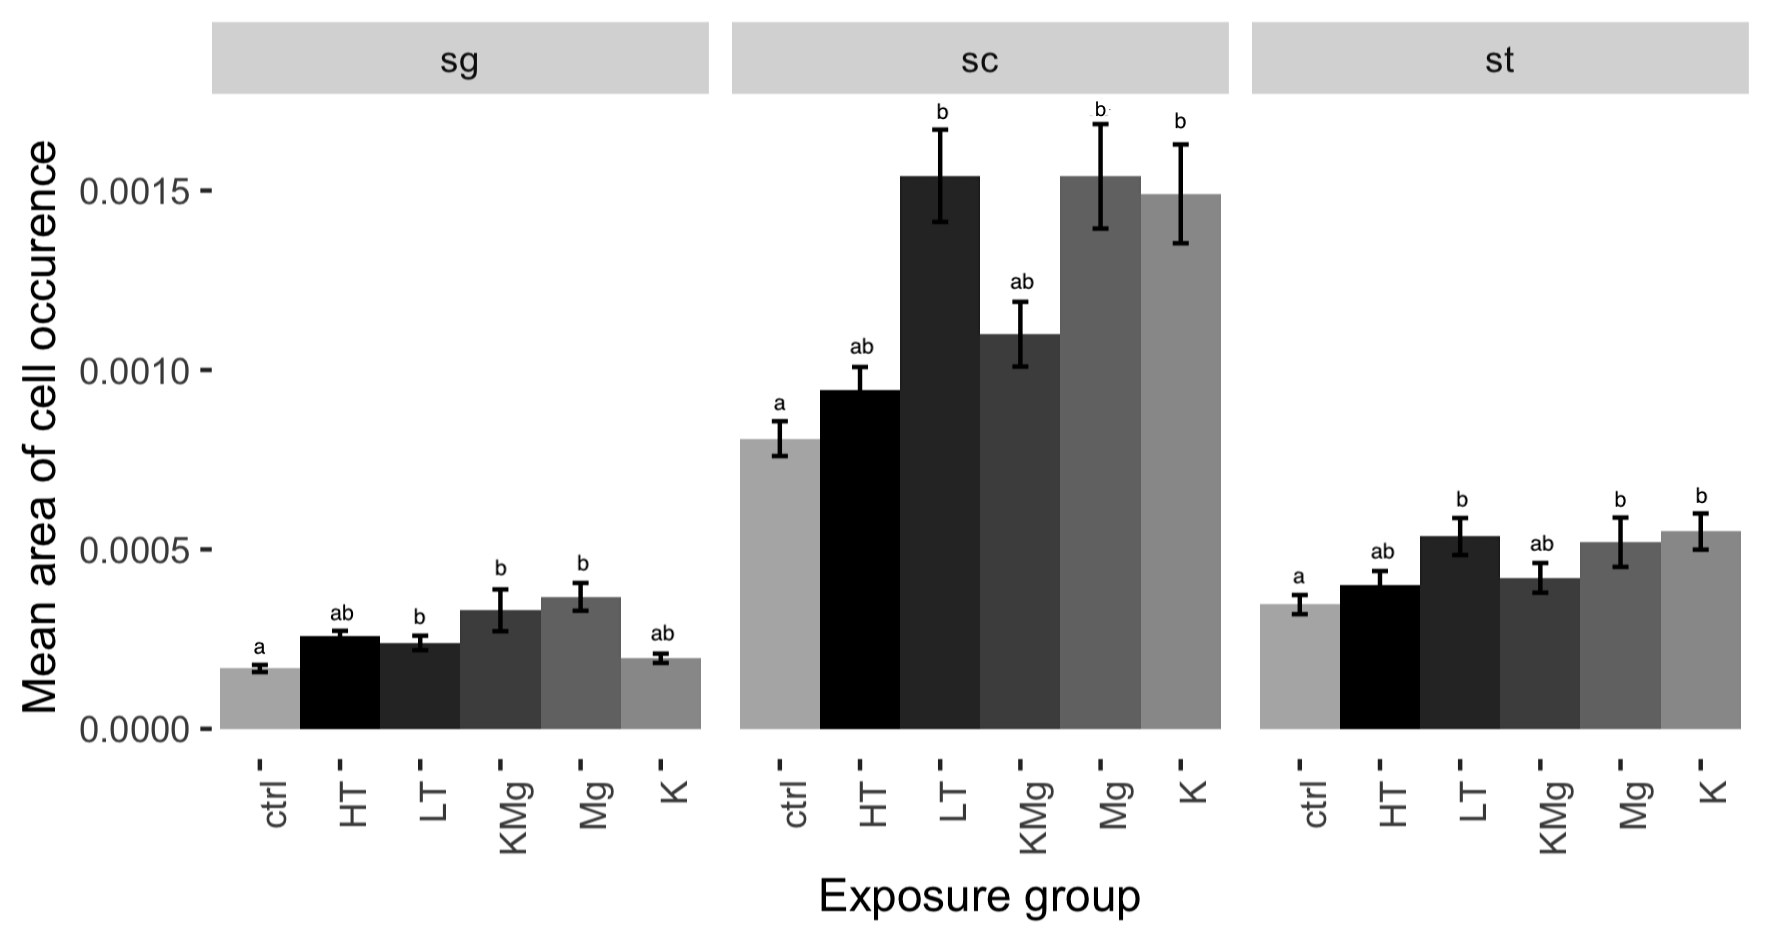 sg sc st
Mean area of cell occurence
0.0015
0.0010
0.0005
0.0000
a ab b b b ab
a ab b ab b b
a ab b ab b b
ctrl HT LT KMg Mg K
ctrl HT LT KMg Mg K
ctrl HT LT KMg Mg K
Exposure group